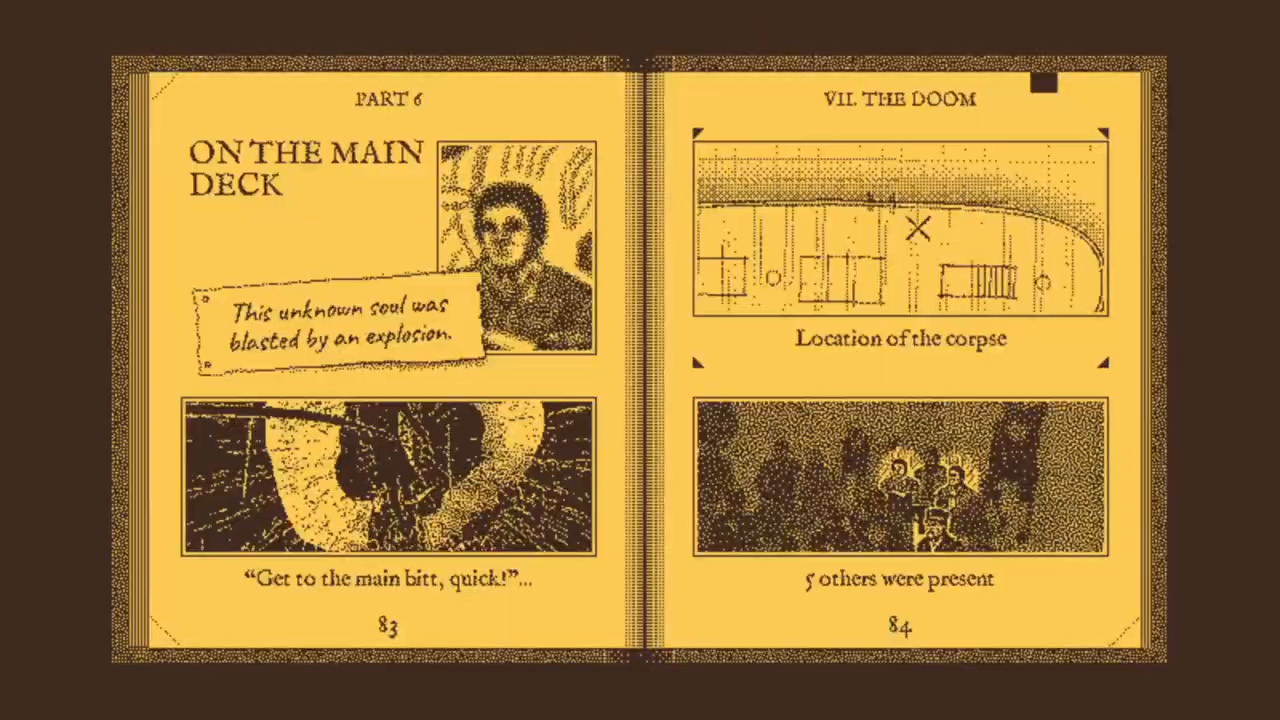 PART 6
ON THE MAIN
DECK
This unknown soul was
blasted by an explosion.
“Get to the main bitt, quick!”...
83
VII. THE DOOM
Location of the corpse
5 others were present
84